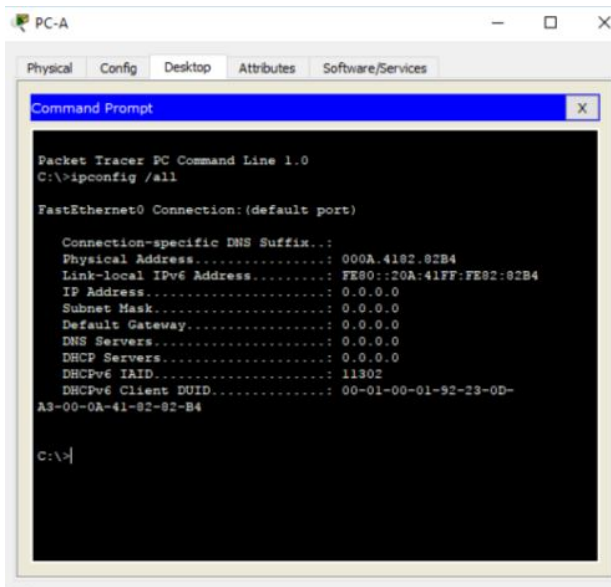 PC-A
Physical Config Desktop Attributes Software/Services
Command Prompt X
Packet Tracer PC Command Line 1.0
C:\>ipconfig /all
FastEthernet0 Connection:(default port)
Connection-specific DNS Suffix..:
Physical Address................: 000A.4182.82B4
Link-local IPv6 Address.........: FE80::20A:41FF:FE82:82B4
IP Address......................: 0.0.0.0
Subnet Mask.....................: 0.0.0.0
Default Gateway.................: 0.0.0.0
DNS Servers.....................: 0.0.0.0
DHCP Servers....................: 0.0.0.0
DHCPv6 IAID.....................: 11302
DHCPv6 Client DUID..............: 00-01-00-01-92-23-0D-
A3-00-0A-41-82-82-B4
C:\>